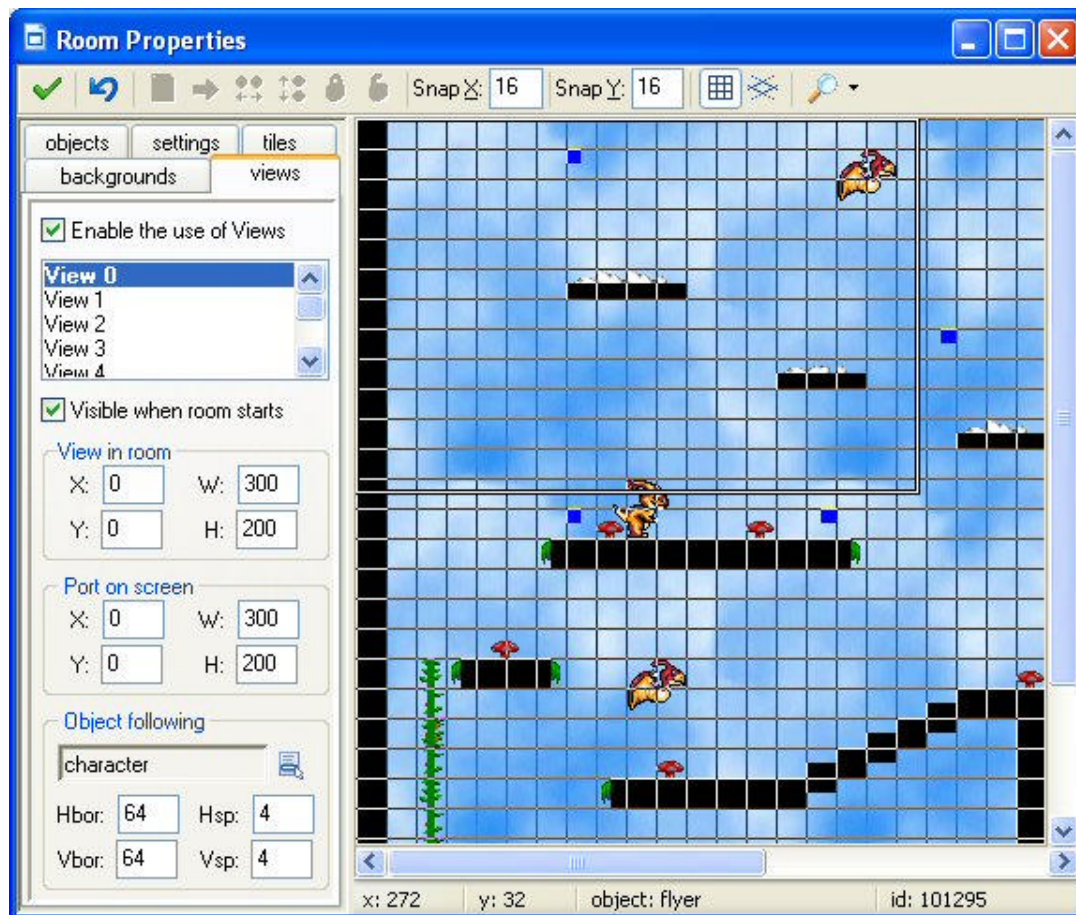 Room Properties
Snap X: 16 Snap Y: 16
objects settings tiles
backgrounds views
Enable the use of Views
View 0
View 1
View 2
View 3
View 4
Visible when room starts
View in room
X: 0 W: 300
Y: 0 H: 200
Port on screen
X: 0 W: 300
Y: 0 H: 200
Object following
character
Hbor: 64 Hsp: 4
Vbor: 64 Vsp: 4
x: 272 y: 32 object: flyer id: 101295